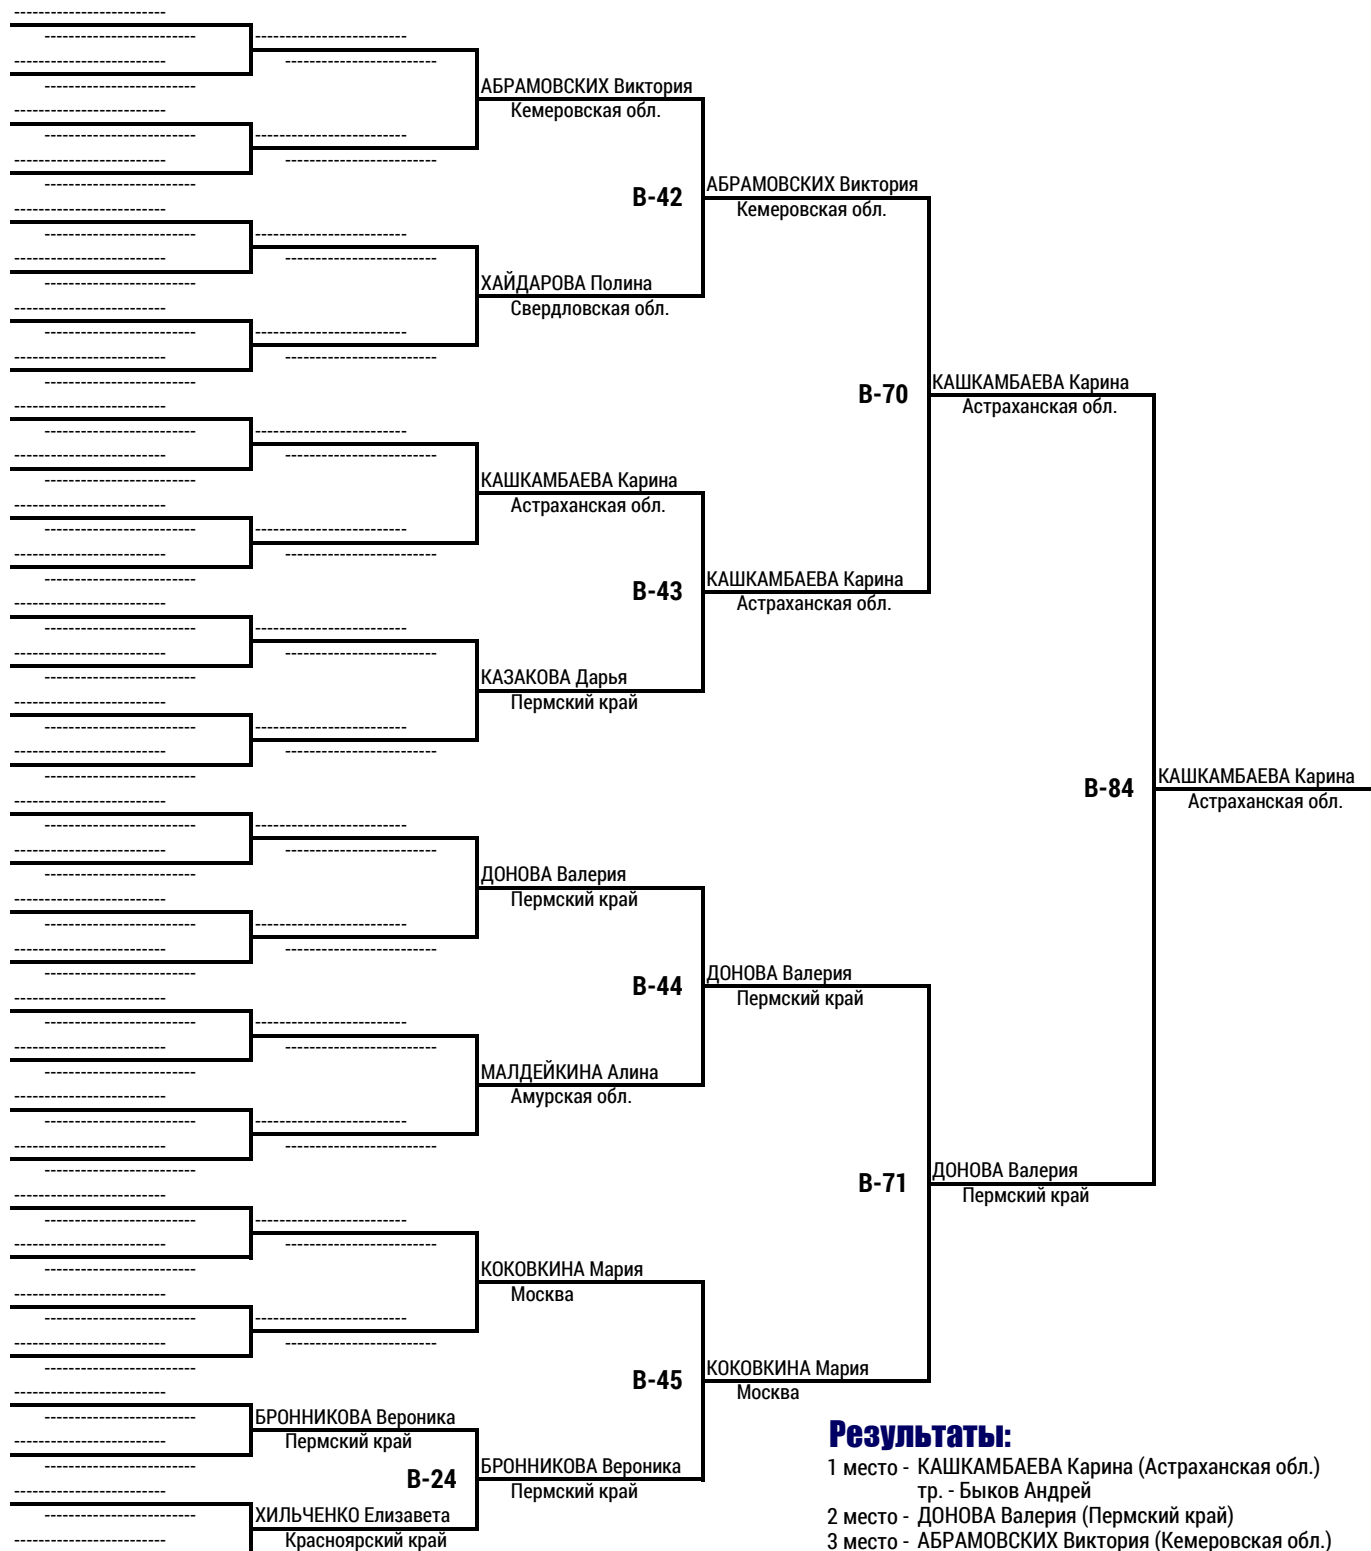 АБРАМОВСКИХ Виктория
Кемеровская обл.
B-42
АБРАМОВСКИХ Виктория
Кемеровская обл.
ХАЙДАРОВА Полина
Свердловская обл.
B-70
КАШКАМБАЕВА Карина
Астраханская обл.
КАШКАМБАЕВА Карина
Астраханская обл.
B-43
КАШКАМБАЕВА Карина
Астраханская обл.
КАЗАКОВА Дарья
Пермский край
B-84
КАШКАМБАЕВА Карина
Астраханская обл.
ДОНОВА Валерия
Пермский край
B-44
ДОНОВА Валерия
Пермский край
МАЛДЕЙКИНА Алина
Амурская обл.
B-71
ДОНОВА Валерия
Пермский край
КОКОВКИНА Мария
Москва
B-45
КОКОВКИНА Мария
Москва
БРОННИКОВА Вероника
Пермский край
B-24
БРОННИКОВА Вероника
Пермский край
ХИЛЬЧЕНКО Елизавета
Красноярский край
Результаты:
1 место - КАШКАМБАЕВА Карина (Астраханская обл.)
тр. - Быков Андрей
2 место - ДОНОВА Валерия (Пермский край)
3 место - АБРАМОВСКИХ Виктория (Кемеровская обл.)